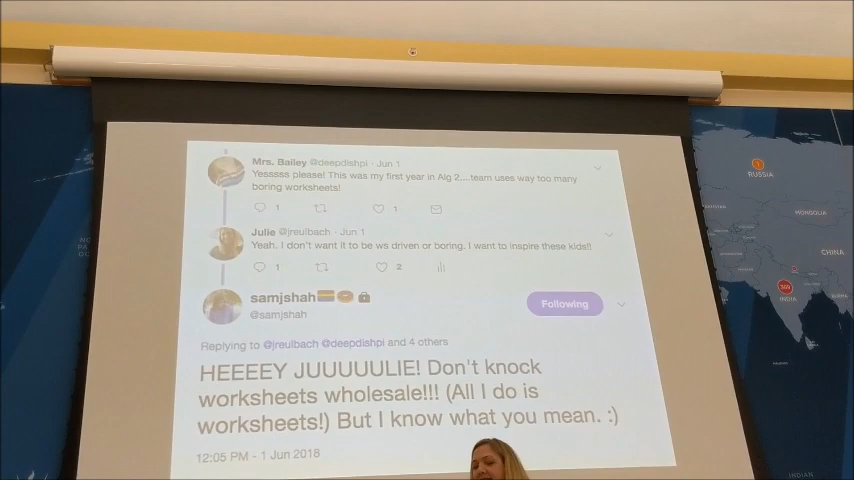 Mrs. Bailey @deepdishpi · Jun 1
Yesssss please! This was my first year in Alg 2....team uses way too many
boring worksheets!
1
1
Julie @jreulbach · Jun 1
Yeah. I don't want it to be ws driven or boring. I want to inspire these kids!!
1
2
samjshah
@samjshah
Following
Replying to @jreulbach @deepdishpi and 4 others
HEEEEY JUUUUULIE! Don't knock
worksheets wholesale!!! (All I do is
worksheets!) But I know what you mean. :)
12:05 PM - 1 Jun 2018
1
RUSSIA
MONGOLIA
CHINA
369
INDIA
INDIAN